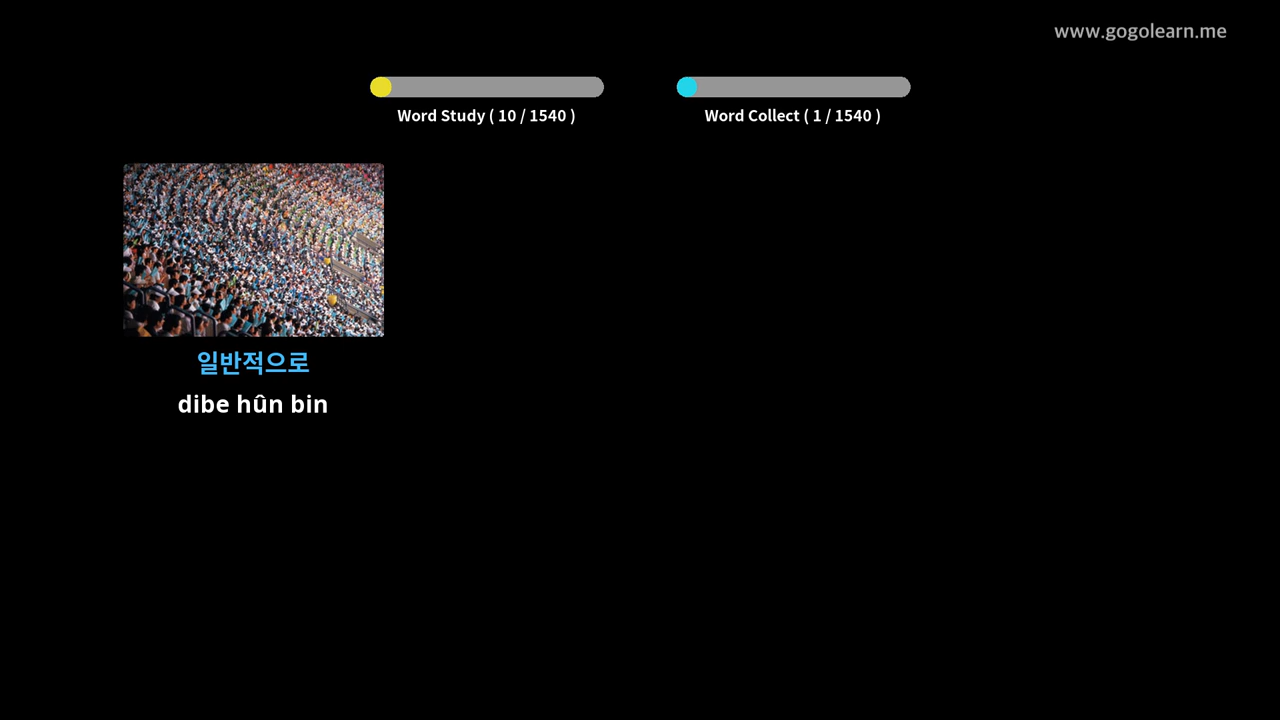 www.gogolearn.me
Word Study ( 10 / 1540 )
Word Collect ( 1 / 1540 )
일반적으로
dibe hûn bin